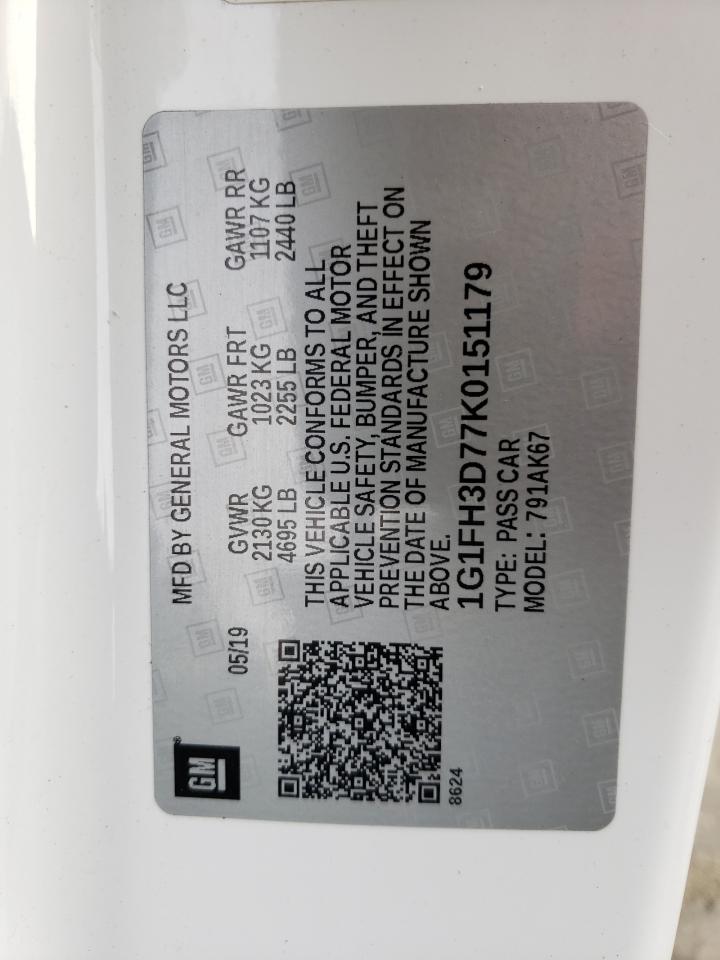 GM®
MFD BY GENERAL MOTORS LLC
05/19
GVWR GAWR FRT GAWR RR
2130 KG 1023 KG 1107 KG
4695 LB 2255 LB 2440 LB
THIS VEHICLE CONFORMS TO ALL
APPLICABLE U.S. FEDERAL MOTOR
VEHICLE SAFETY, BUMPER, AND THEFT
PREVENTION STANDARDS IN EFFECT ON
THE DATE OF MANUFACTURE SHOWN
ABOVE.
1G1FH3D77K0151179
TYPE: PASS CAR
MODEL: 791AK67
8624